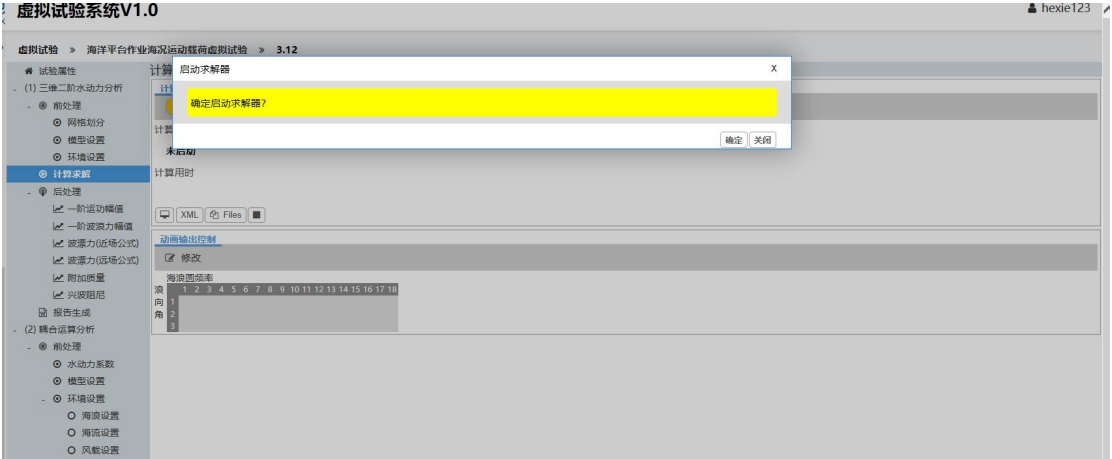 虚拟试验系统V1.0
hexie123
虚拟试验 » 海洋平台作业海况运动载荷虚拟试验 » 3.12
试验属性
(1) 三维二阶水动力分析
前处理
网格划分
模型设置
环境设置
计算求解
后处理
一阶运功幅值
一阶波浪力幅值
波漂力(近场公式)
波漂力(远场公式)
附加质量
兴波阻尼
报告生成
(2) 耦合运算分析
前处理
水动力系数
模型设置
环境设置
海浪设置
海流设置
风载设置
计算
启动求解器
X
确定启动求解器?
确定 关闭
未启动
计算用时
XML Files
动画输出控制
修改
海浪圆频率
浪向角
1 2 3 4 5 6 7 8 9 10 11 12 13 14 15 16 17 18
1
2
3